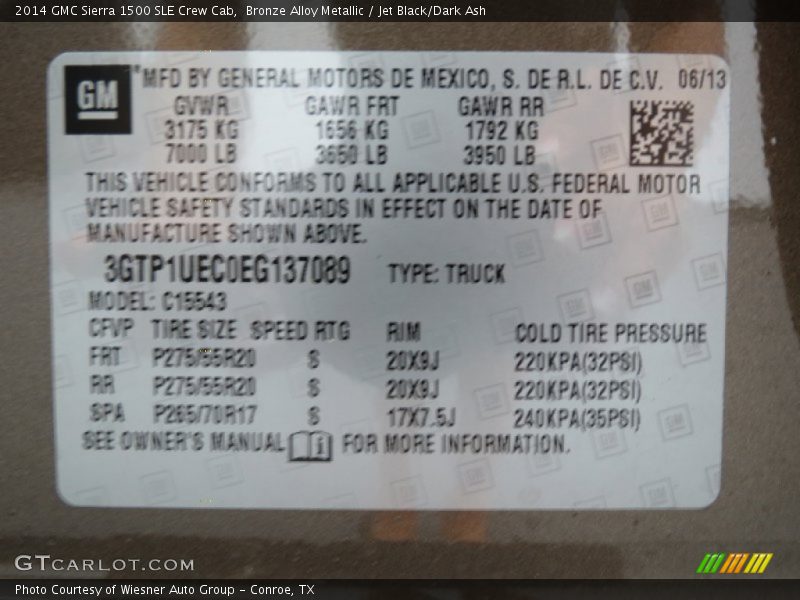 2014 GMC Sierra 1500 SLE Crew Cab,  Bronze Alloy Metallic / Jet Black/Dark Ash
GM
MFD BY GENERAL MOTORS DE MEXICO, S. DE R.L. DE C.V. 06/13
GVWR GAWR FRT GAWR RR
3175 KG 1656 KG 1792 KG
7000 LB 3650 LB 3950 LB
THIS VEHICLE CONFORMS TO ALL APPLICABLE U.S. FEDERAL MOTOR
VEHICLE SAFETY STANDARDS IN EFFECT ON THE DATE OF
MANUFACTURE SHOWN ABOVE.
3GTP1UEC0EG137089 TYPE: TRUCK
MODEL: C15543
CFVP TIRE SIZE SPEED RTG RIM COLD TIRE PRESSURE
FRT P275/55R20 S 20X9J 220KPA(32PSI)
RR P275/55R20 S 20X9J 220KPA(32PSI)
SPA P265/70R17 S 17X7.5J 240KPA(35PSI)
SEE OWNER'S MANUAL FOR MORE INFORMATION.
GTCARLOT.COM
Photo Courtesy of Wiesner Auto Group - Conroe, TX